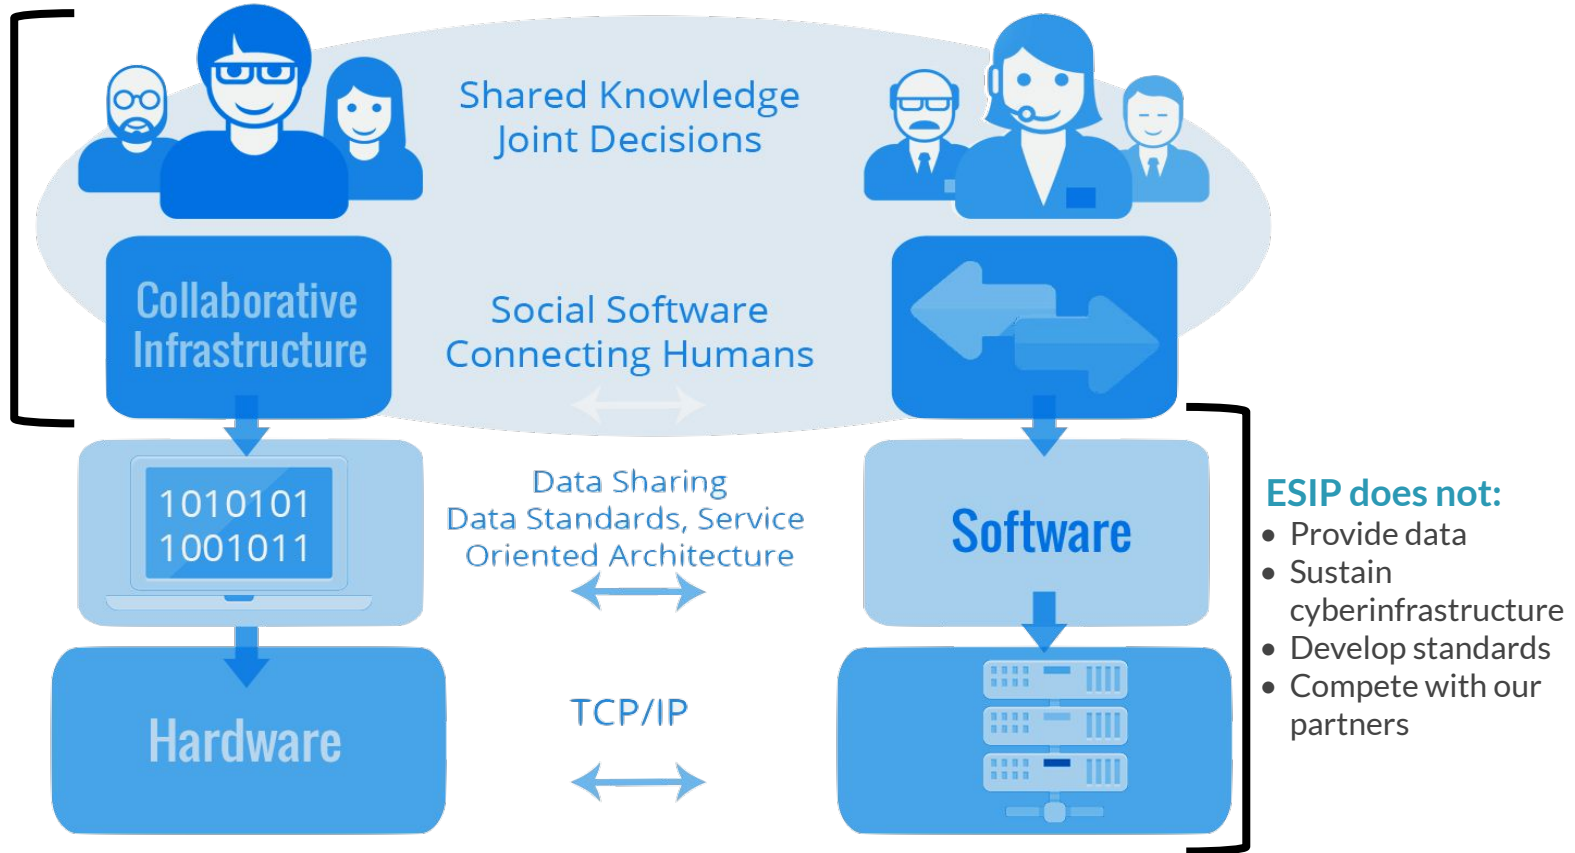 Shared Knowledge
Joint Decisions
Collaborative
Infrastructure
Social Software
Connecting Humans
1010101
1001011
Data Sharing
Data Standards, Service
Oriented Architecture
Software
Hardware
TCP/IP
ESIP does not:
• Provide data
• Sustain
cyberinfrastructure
• Develop standards
• Compete with our
partners